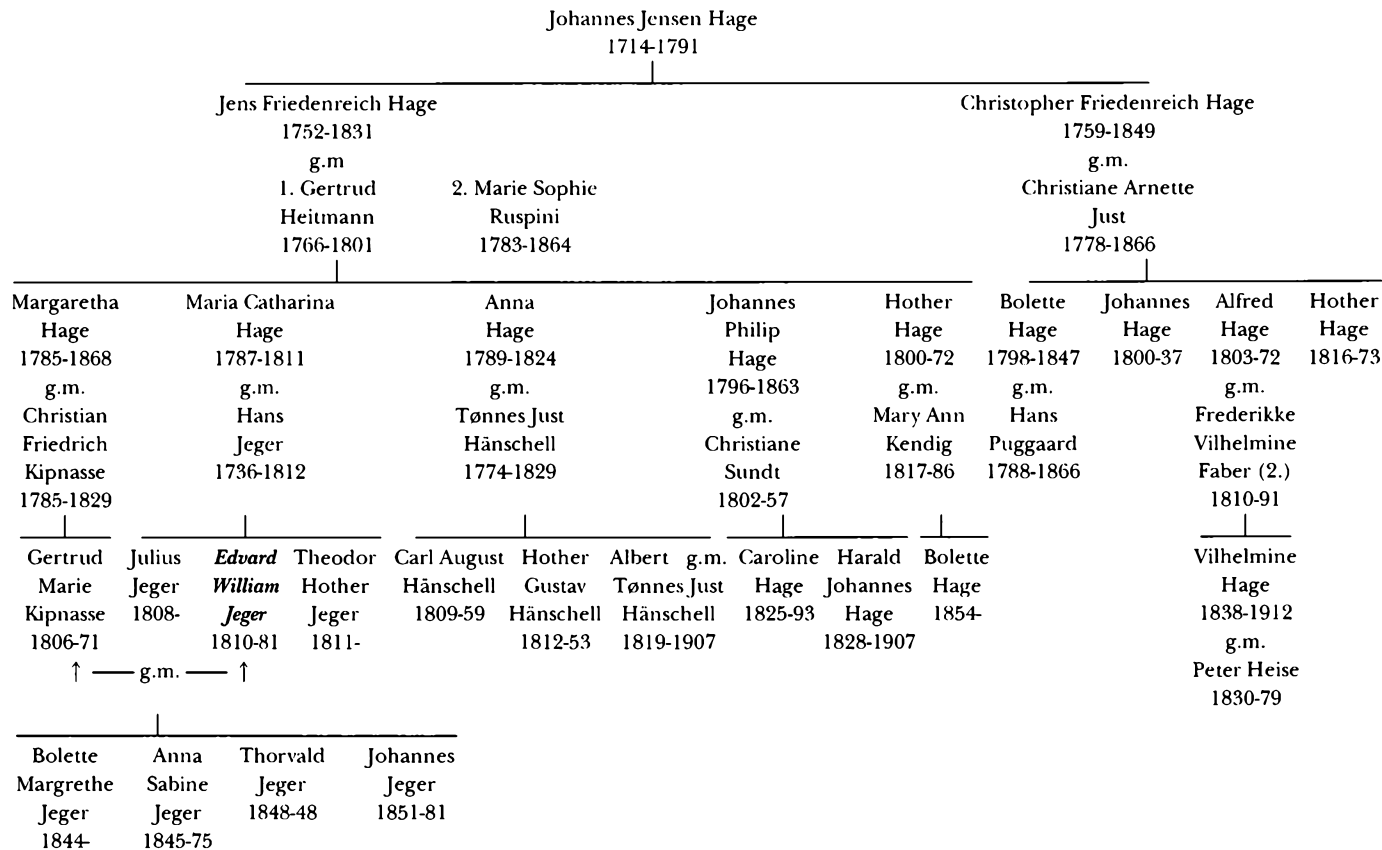 Johannes Jensen Hage
1714-1791
Jens Friedenreich Hage
1752-1831
g.m
1. Gertrud
Heitmann
1766-1801
2. Marie Sophie
Ruspini
1783-1864
Christopher Friedenreich Hage
1759-1849
g.m.
Christiane Arnette
Just
1778-1866
Margaretha
Hage
1785-1868
g.m.
Christian
Friedrich
Kipnasse
1785-1829
Maria Catharina
Hage
1787-1811
g.m.
Hans
Jeger
1736-1812
Anna
Hage
1789-1824
g.m.
Tønnes Just
Hänschell
1774-1829
Johannes
Philip
Hage
1796-1863
g.m.
Christiane
Sundt
1802-57
Hother
Hage
1800-72
g.m.
Mary Ann
Kendig
1817-86
Bolette
Hage
1798-1847
g.m.
Hans
Puggaard
1788-1866
Johannes
Hage
1800-37
Alfred
Hage
1803-72
g.m.
Frederikke
Vilhelmine
Faber (2.)
1810-91
Hother
Hage
1816-73
Gertrud
Marie
Kipnasse
1806-71
Julius
Jeger
1808-
Edvard
William
Jeger
1810-81
Theodor
Hother
Jeger
1811-
Carl August
Hänschell
1809-59
Hother
Gustav
Hänschell
1812-53
Albert g.m.
Tønnes Just
Hänschell
1819-1907
Caroline
Hage
1825-93
Harald
Johannes
Hage
1828-1907
Bolette
Hage
1854-
Vilhelmine
Hage
1838-1912
g.m.
Peter Heise
1830-79
↑ — g.m. — ↑
Bolette
Margrethe
Jeger
1844-
Anna
Sabine
Jeger
1845-75
Thorvald
Jeger
1848-48
Johannes
Jeger
1851-81